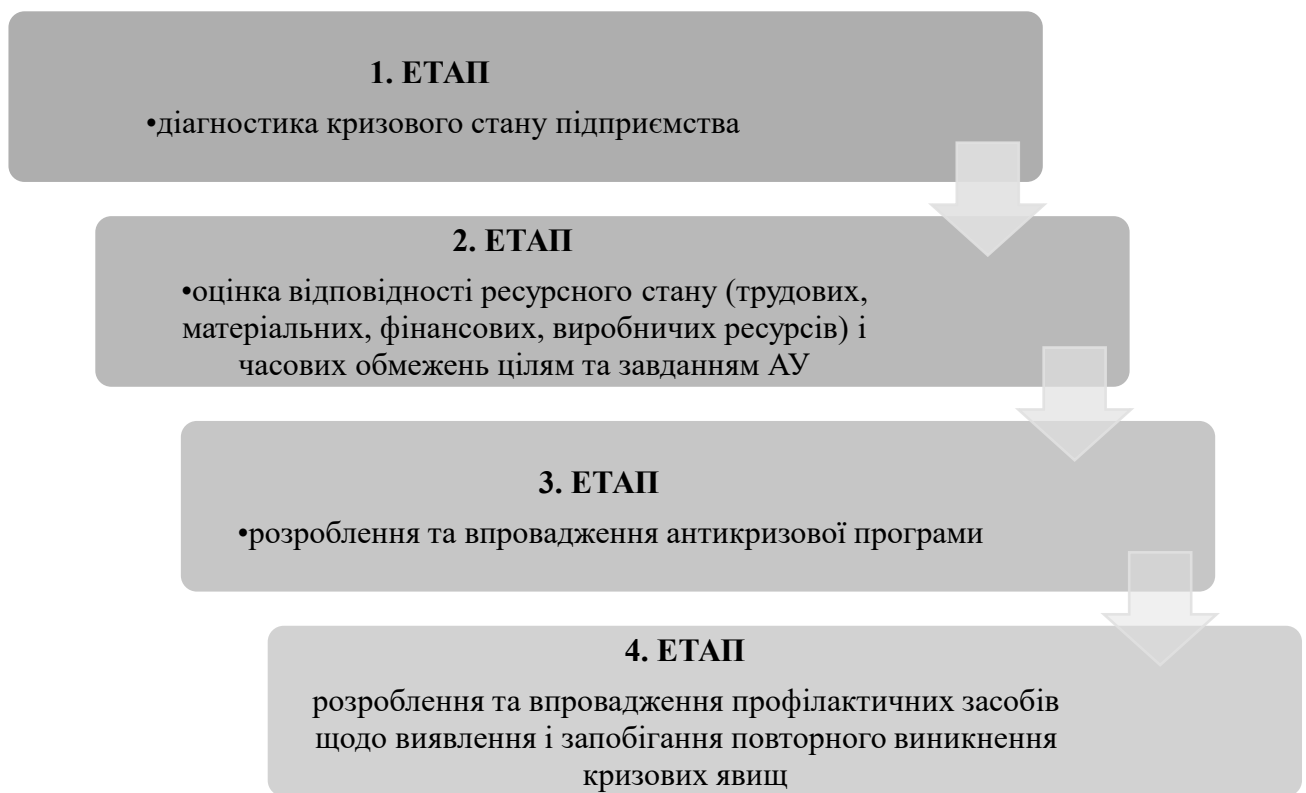 1. ЕТАП
•діагностика кризового стану підприємства
2. ЕТАП
•оцінка відповідності ресурсного стану (трудових,
матеріальних, фінансових, виробничих ресурсів) і
часових обмежень цілям та завданням АУ
3. ЕТАП
•розроблення та впровадження антикризової програми
4. ЕТАП
розроблення та впровадження профілактичних засобів
щодо виявлення і запобігання повторного виникнення
кризових явищ